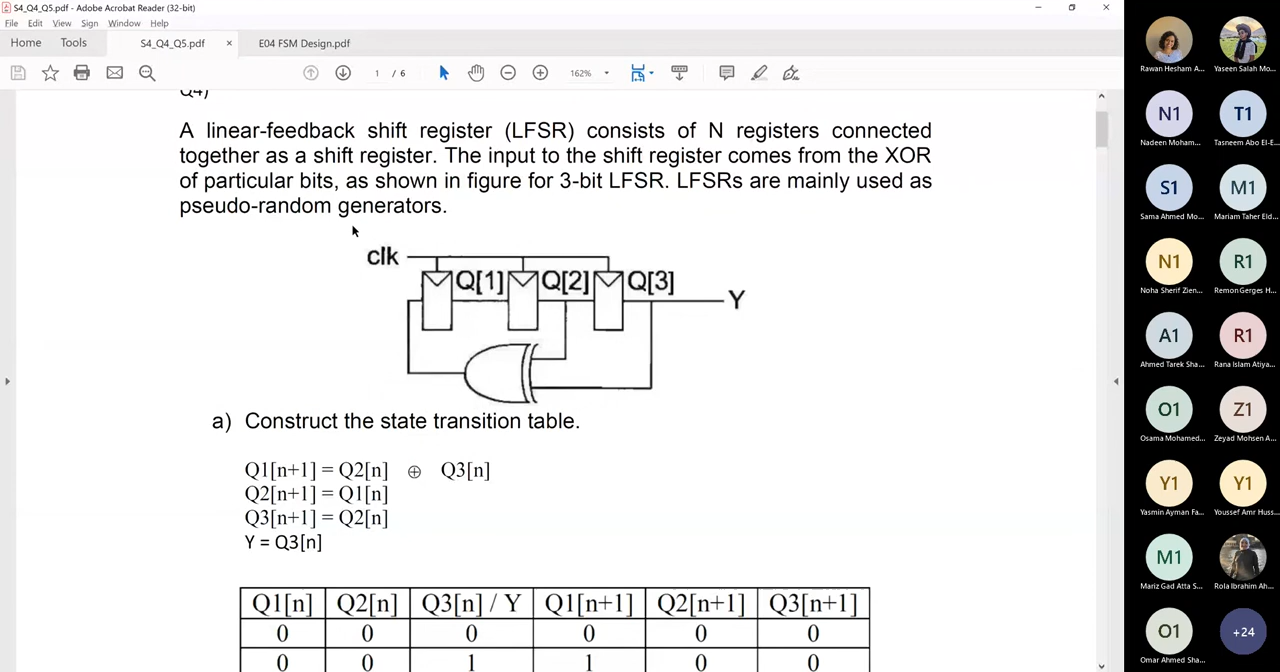 S4_Q4_Q5.pdf - Adobe Acrobat Reader (32-bit)
File Edit View Sign Window Help
Home Tools S4_Q4_Q5.pdf × E04 FSM Design.pdf
1 / 6 162%
Q4)
A linear-feedback shift register (LFSR) consists of N registers connected
together as a shift register. The input to the shift register comes from the XOR
of particular bits, as shown in figure for 3-bit LFSR. LFSRs are mainly used as
pseudo-random generators.
clk
Q[1] Q[2] Q[3]
Y
a) Construct the state transition table.
Q1[n+1] = Q2[n] ⊕ Q3[n]
Q2[n+1] = Q1[n]
Q3[n+1] = Q2[n]
Y = Q3[n]
Q1[n] Q2[n] Q3[n] / Y Q1[n+1] Q2[n+1] Q3[n+1]
0 0 0 0 0 0
0 0 1 1 0 0
Rawan Hesham A... Yaseen Salah Mo...
N1 T1
Nadeen Moham... Tasneem Abo El-E...
S1 M1
Sama Ahmed Mo... Mariam Taher Eld...
N1 R1
Noha Sherif Zien... Remon Gerges H...
A1 R1
Ahmed Tarek Sha... Rana Islam Atiya...
O1 Z1
Osama Mohamed... Zeyad Mohsen A...
Y1 Y1
Yasmin Ayman Fa... Youssef Amr Huss...
M1
Mariz Gad Atta S... Rola Ibrahim Ah...
O1 +24
Omar Ahmed Sha...